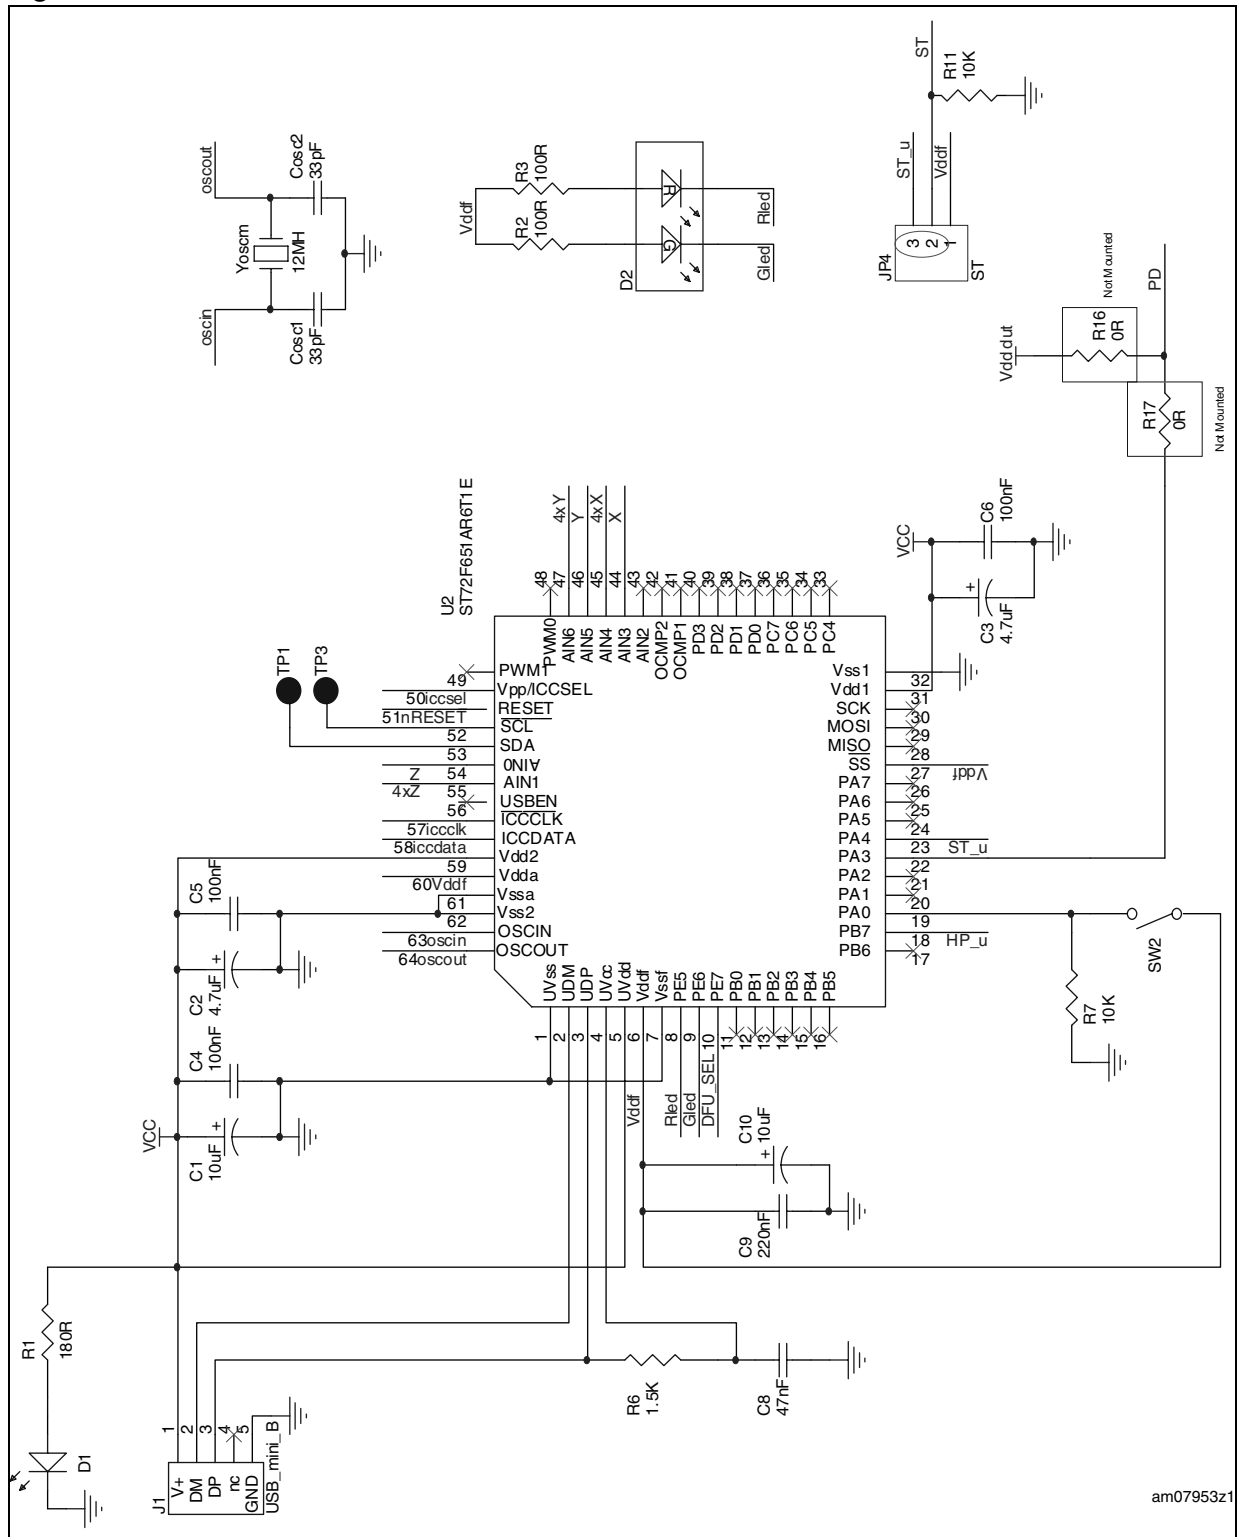 ST
R11
10K
ST_u
Vddf
JP4
3
2
1
ST
oscout
Cosc2
33pF
Yoscm
12MH
Cosc1
33pF
oscin
Vddf
R3
100R
R2
100R
R
G
D2
Rled
Gled
Not Mounted
R16
0R
Vdddut
PD
R17
0R
Not Mounted
U2
ST72F651AR6T1E
4xY
Y
4xX
X
48
47
46
45
44
43
42
41
40
39
38
37
36
35
34
33
PWM0
AIN6
AIN5
AIN4
AIN3
AIN2
OCMP2
OCMP1
PD3
PD2
PD1
PD0
PC7
PC6
PC5
PC4
TP1
TP3
VCC
C6
100nF
C3
4.7uF
+
49
50iccsel
51nRESET
52
53
Z 54
4xZ 55
56
57iccclk
58iccdata
59
60Vddf
61
62
63oscin
64oscout
PWM1
Vpp/ICCSEL
RESET
SCL
SDA
AIN0
AIN1
USBEN
ICCCLK
ICCDATA
Vdd2
Vdda
Vssa
Vss2
OSCIN
OSCOUT
Vss1
Vdd1
SCK
MOSI
MISO
SS
PA7
PA6
PA5
PA4
PA3
PA2
PA1
PA0
PB7
PB6
32
31
30
29
28
27
Vddf
26
25
24
23
ST_u
22
21
20
19
18
HP_u
17
C5
100nF
C2
4.7uF
+
C4
100nF
VCC
C1
10uF
+
UVss
UDM
UDP
UVcc
UVdd
Vddf
Vssf
PE5
PE6
PE7
PB0
PB1
PB2
PB3
PB4
PB5
1
2
3
4
5
6
7
8
9
10
11
12
13
14
15
16
Vddf
Rled
Gled
DFU_SEL
SW2
R7
10K
C10
10uF
+
C9
220nF
R1
180R
D1
R6
1.5K
C8
47nF
J1
V+
DM
DP
nc
GND
1
2
3
4
5
USB_mini_B
am07953z1